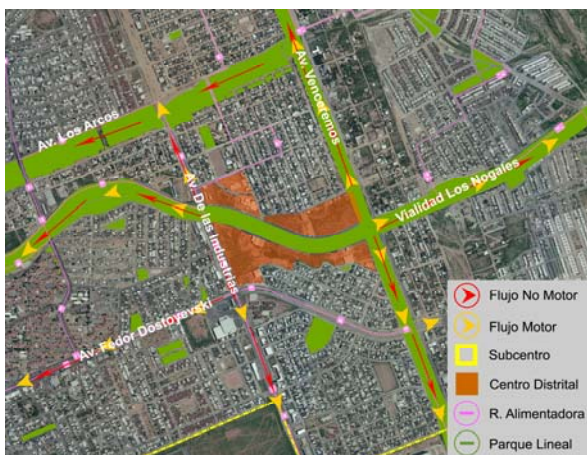 Av. Los Arcos
Av. Venceremos
Vialidad Los Nogales
Av. De las Industrias
Av. Fedor Dostoyevski
Flujo No Motor
Flujo Motor
Subcentro
Centro Distrital
R. Alimentadora
Parque Lineal